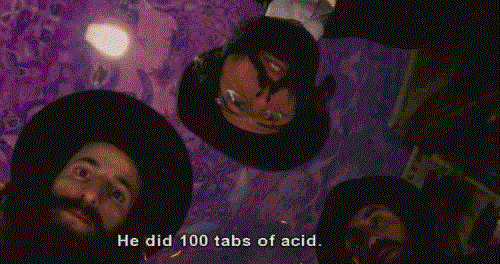 He did 100 tabs of acid.